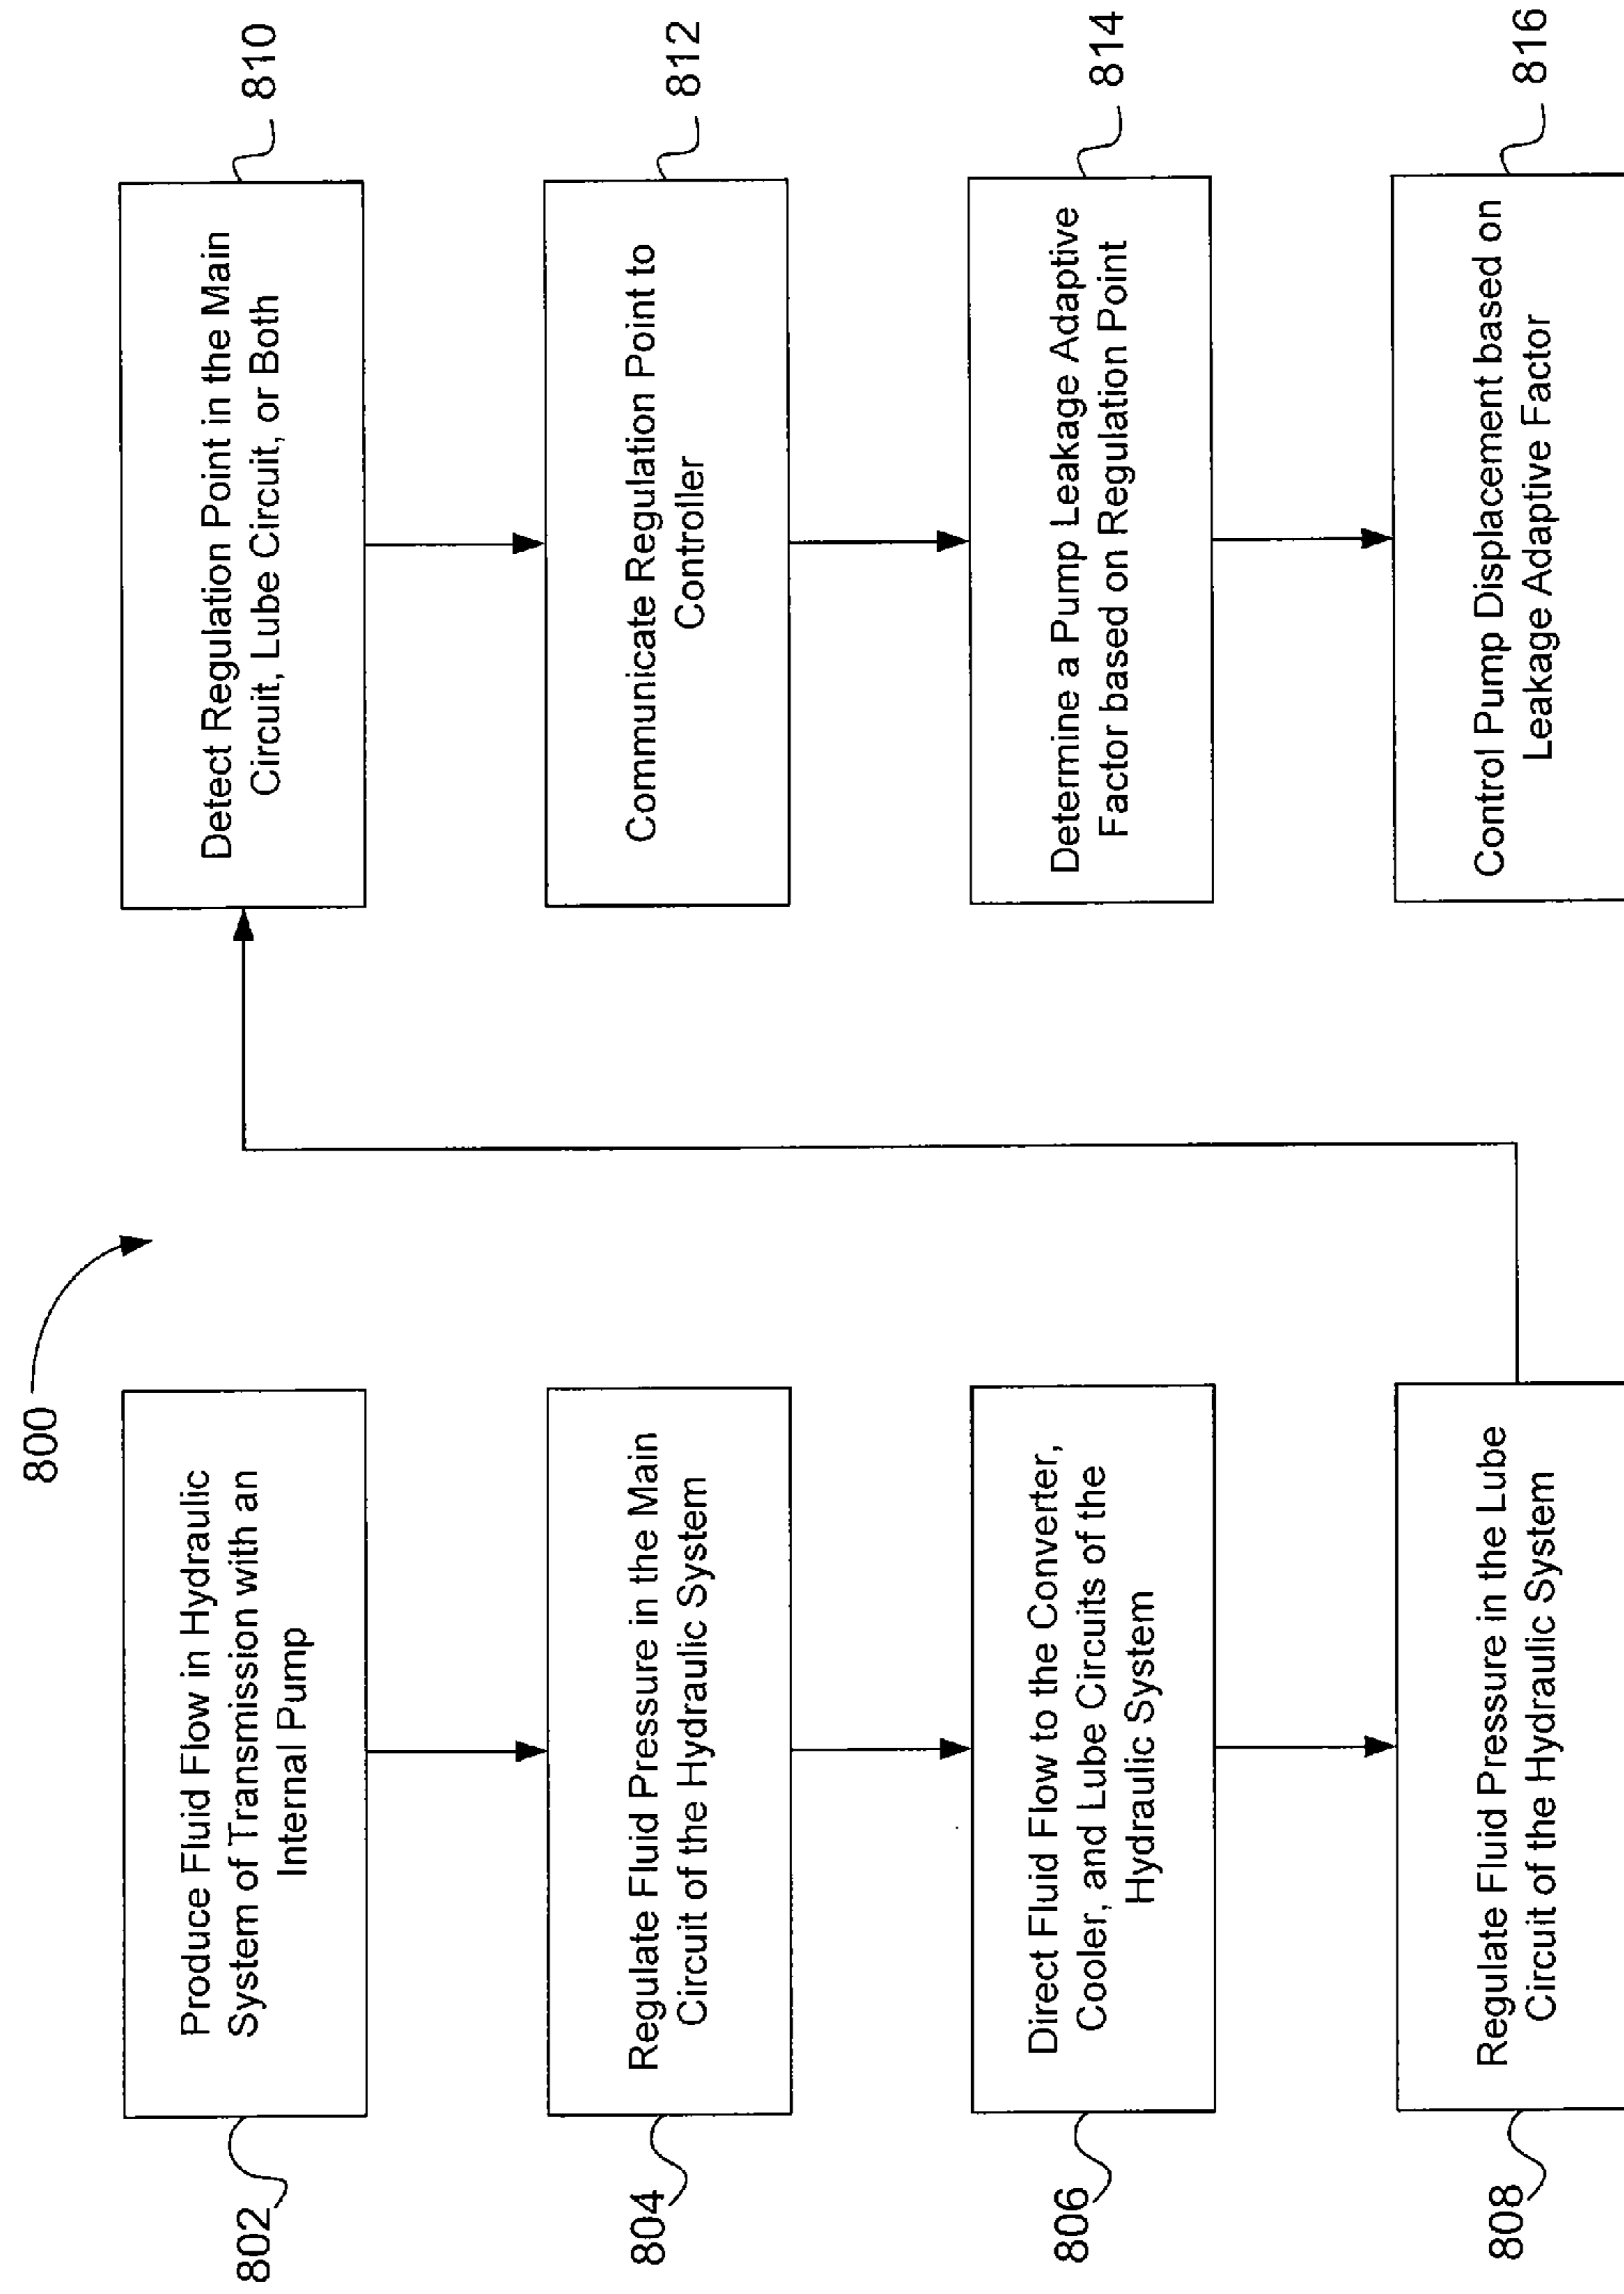 800
802
Produce Fluid Flow in Hydraulic
System of Transmission with an
Internal Pump
804
Regulate Fluid Pressure in the Main
Circuit of the Hydraulic System
806
Direct Fluid Flow to the Converter,
Cooler, and Lube Circuits of the
Hydraulic System
808
Regulate Fluid Pressure in the Lube
Circuit of the Hydraulic System
Detect Regulation Point in the Main
Circuit, Lube Circuit, or Both
810
Communicate Regulation Point to
Controller
812
Determine a Pump Leakage Adaptive
Factor based on Regulation Point
814
Control Pump Displacement based on
Leakage Adaptive Factor
816